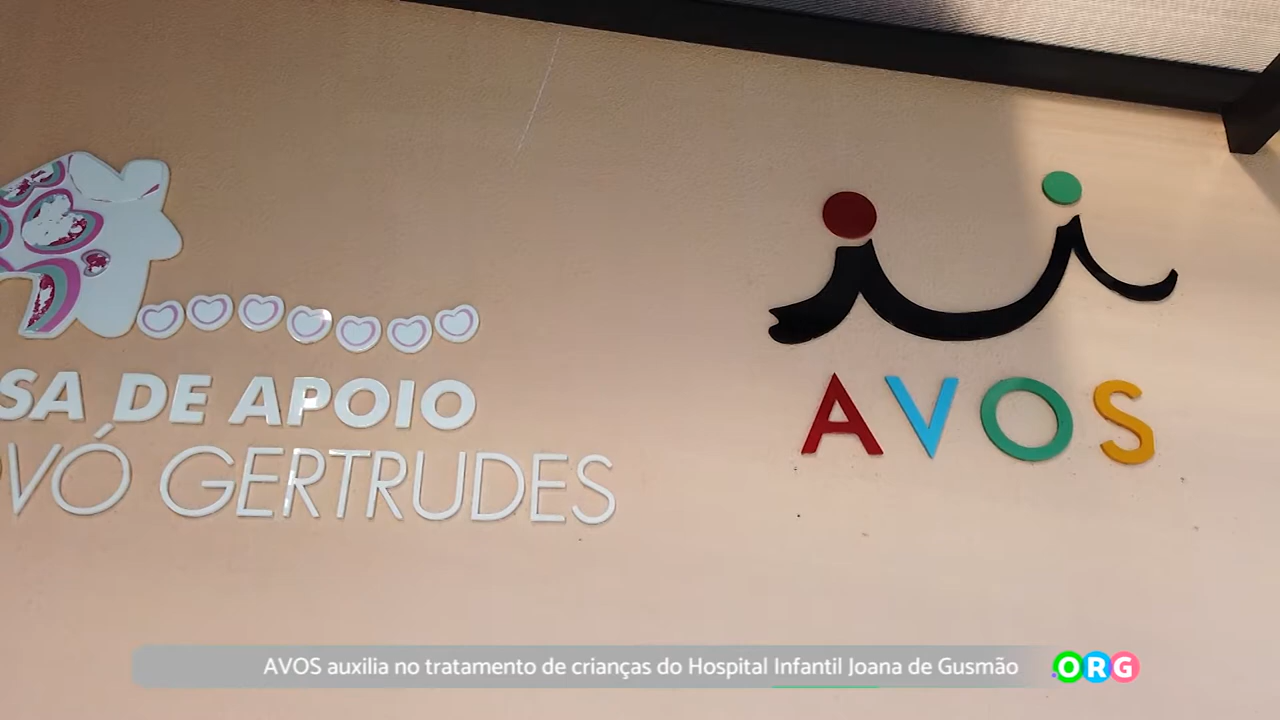 SA DE APOIO
VÓ GERTRUDES
AVOS
AVOS auxilia no tratamento de crianças do Hospital Infantil Joana de Gusmão
.ORG